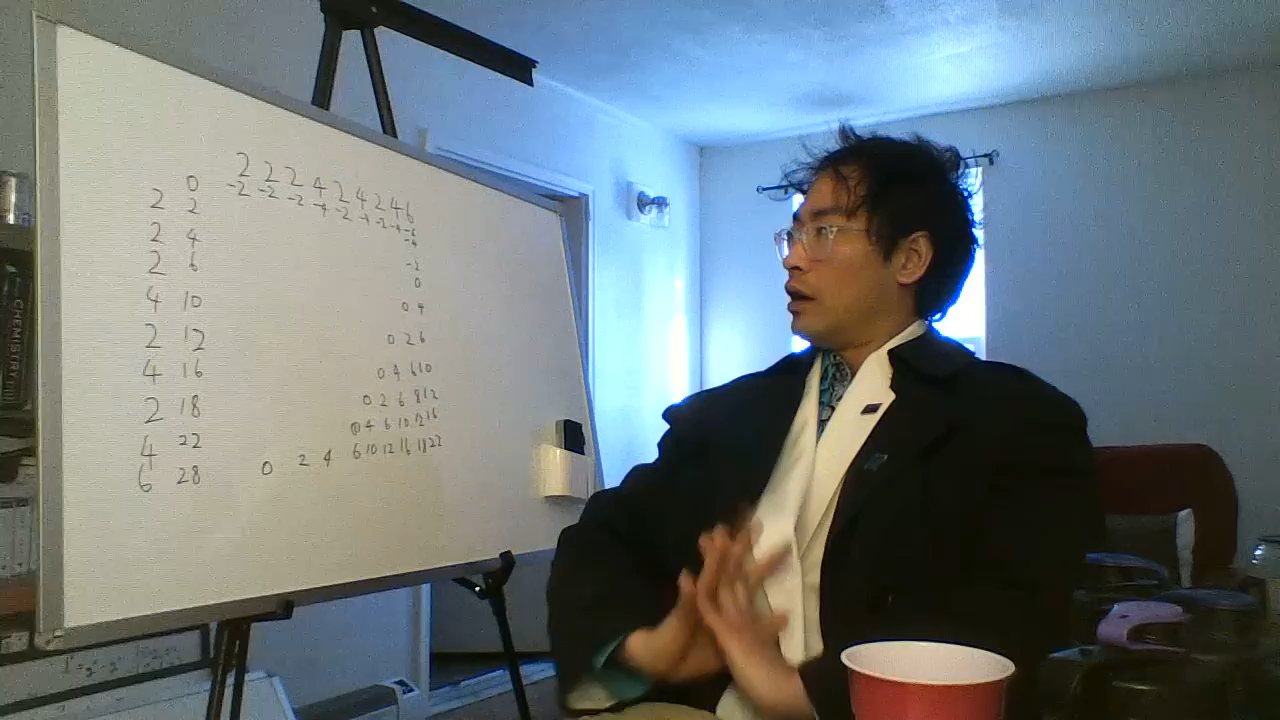 2 2 2 4 2 4 2 4 6
0 -2 -2 -2 -4 -2 -4 -2 -4 -6
2 2 -4
2 4 -2
2 6 0
4 10 0 4
2 12 0 2 6
4 16 0 4 6 10
2 18 0 2 6 8 12
4 22 0 4 6 10 12 16
6 28 0 2 4 6 10 12 16 18 22
CHEMISTRY